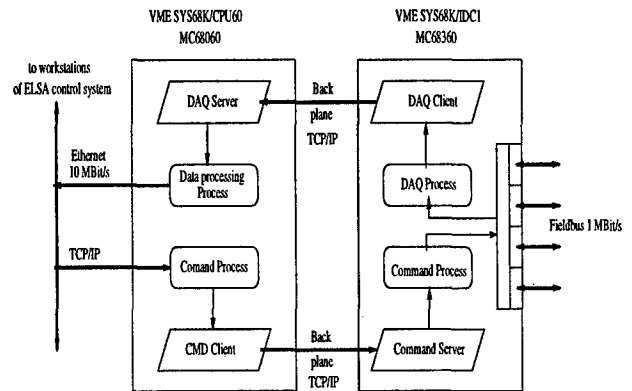 VME SYS68K/CPU60
MC68060
VME SYS68K/IDC1
MC68360
to workstations
of ELSA control system
DAQ Server
Back
plane
TCP/IP
DAQ Client
Ethernet
10 MBit/s
Data processing
Process
DAQ Process
Fieldbus 1 MBit/s
TCP/IP
Comand Process
Command Process
CMD Client
Back
plane
TCP/IP
Command Server